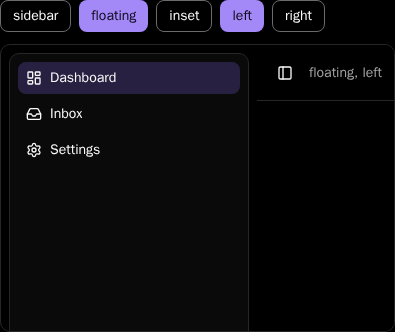 sidebar floating inset left right
Dashboard
floating, left
Inbox
Settings